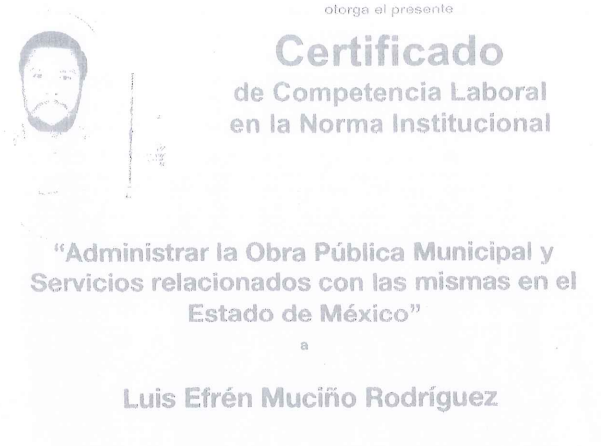 otorga el presente
Certificado
de Competencia Laboral
en la Norma Institucional
“Administrar la Obra Pública Municipal y
Servicios relacionados con las mismas en el
Estado de México”
a
Luis Efrén Muciño Rodríguez